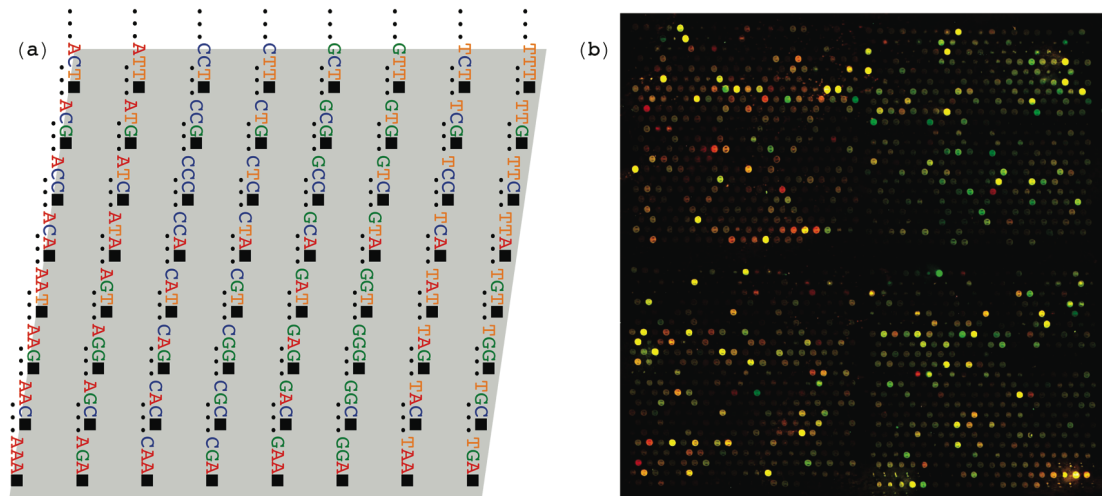 (a)
ACT ACG ACC ACA AAT AAG AAC AAA
ATT ATG ATC ATA AGT AGG AGC AGA
CCT CCG CCC CCA CAT CAG CAC CAA
CTT CTG CTC CTA CGT CGG CGC CGA
GCT GCG GCC GCA GAT GAG GAC GAA
GTT GTG GTC GTA GGT GGG GGC GGA
TCT TCG TCC TCA TAT TAG TAC TAA
TTT TTG TTC TTA TGT TGG TGC TGA
(b)